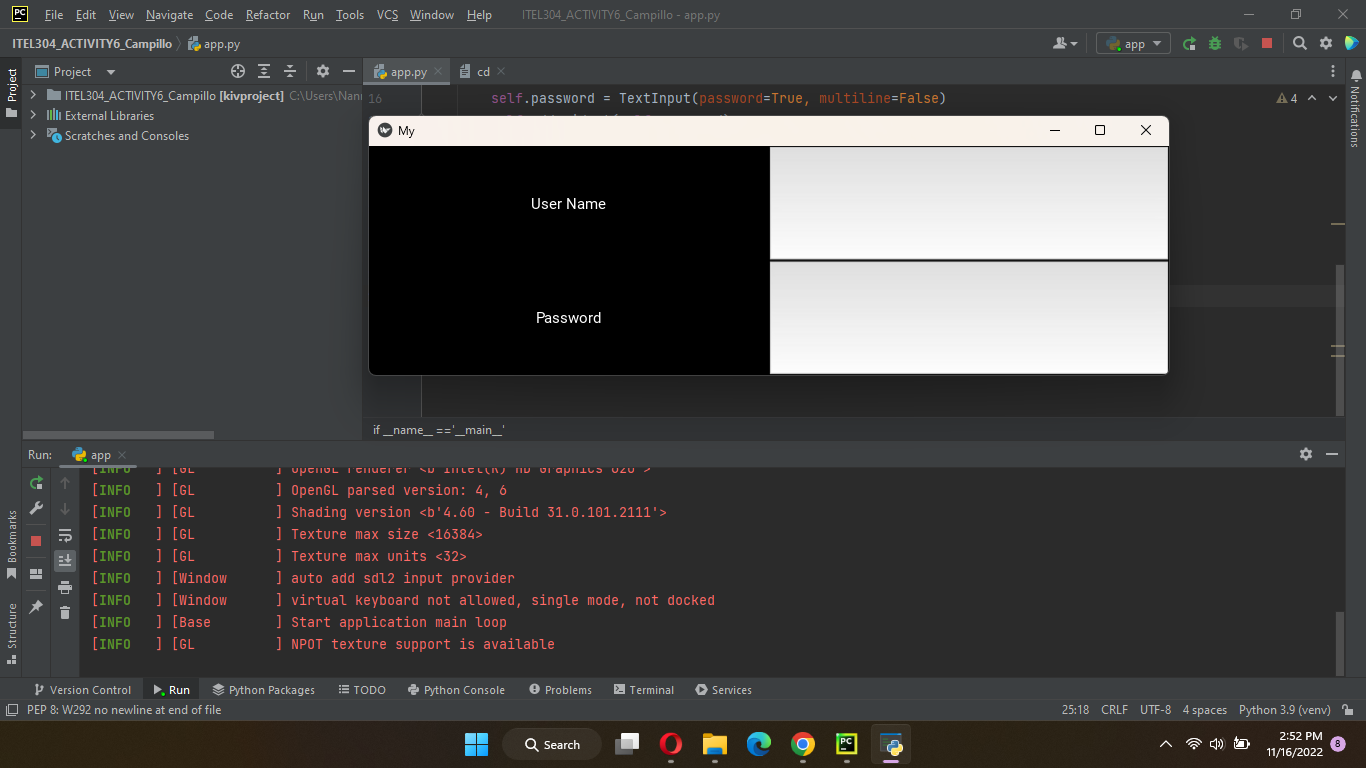 PC File Edit View Navigate Code Refactor Run Tools VCS Window Help ITEL304_ACTIVITY6_Campillo - app.py
ITEL304_ACTIVITY6_Campillo app.py app
Project Project app.py cd
ITEL304_ACTIVITY6_Campillo [kivproject] C:\Users\Nan
External Libraries
Scratches and Consoles
16 self.password = TextInput(password=True, multiline=False) 4
Notifications
My
User Name
Password
if __name__ =='__main__'
Run: app
[INFO ] [GL ] OpenGL renderer <b'Intel(R) HD Graphics 620'>
[INFO ] [GL ] OpenGL parsed version: 4, 6
[INFO ] [GL ] Shading version <b'4.60 - Build 31.0.101.2111'>
[INFO ] [GL ] Texture max size <16384>
[INFO ] [GL ] Texture max units <32>
[INFO ] [Window ] auto add sdl2 input provider
[INFO ] [Window ] virtual keyboard not allowed, single mode, not docked
[INFO ] [Base ] Start application main loop
[INFO ] [GL ] NPOT texture support is available
Bookmarks
Structure
Version Control Run Python Packages TODO Python Console Problems Terminal Services
PEP 8: W292 no newline at end of file 25:18 CRLF UTF-8 4 spaces Python 3.9 (venv)
Search PC 2:52 PM
11/16/2022 8